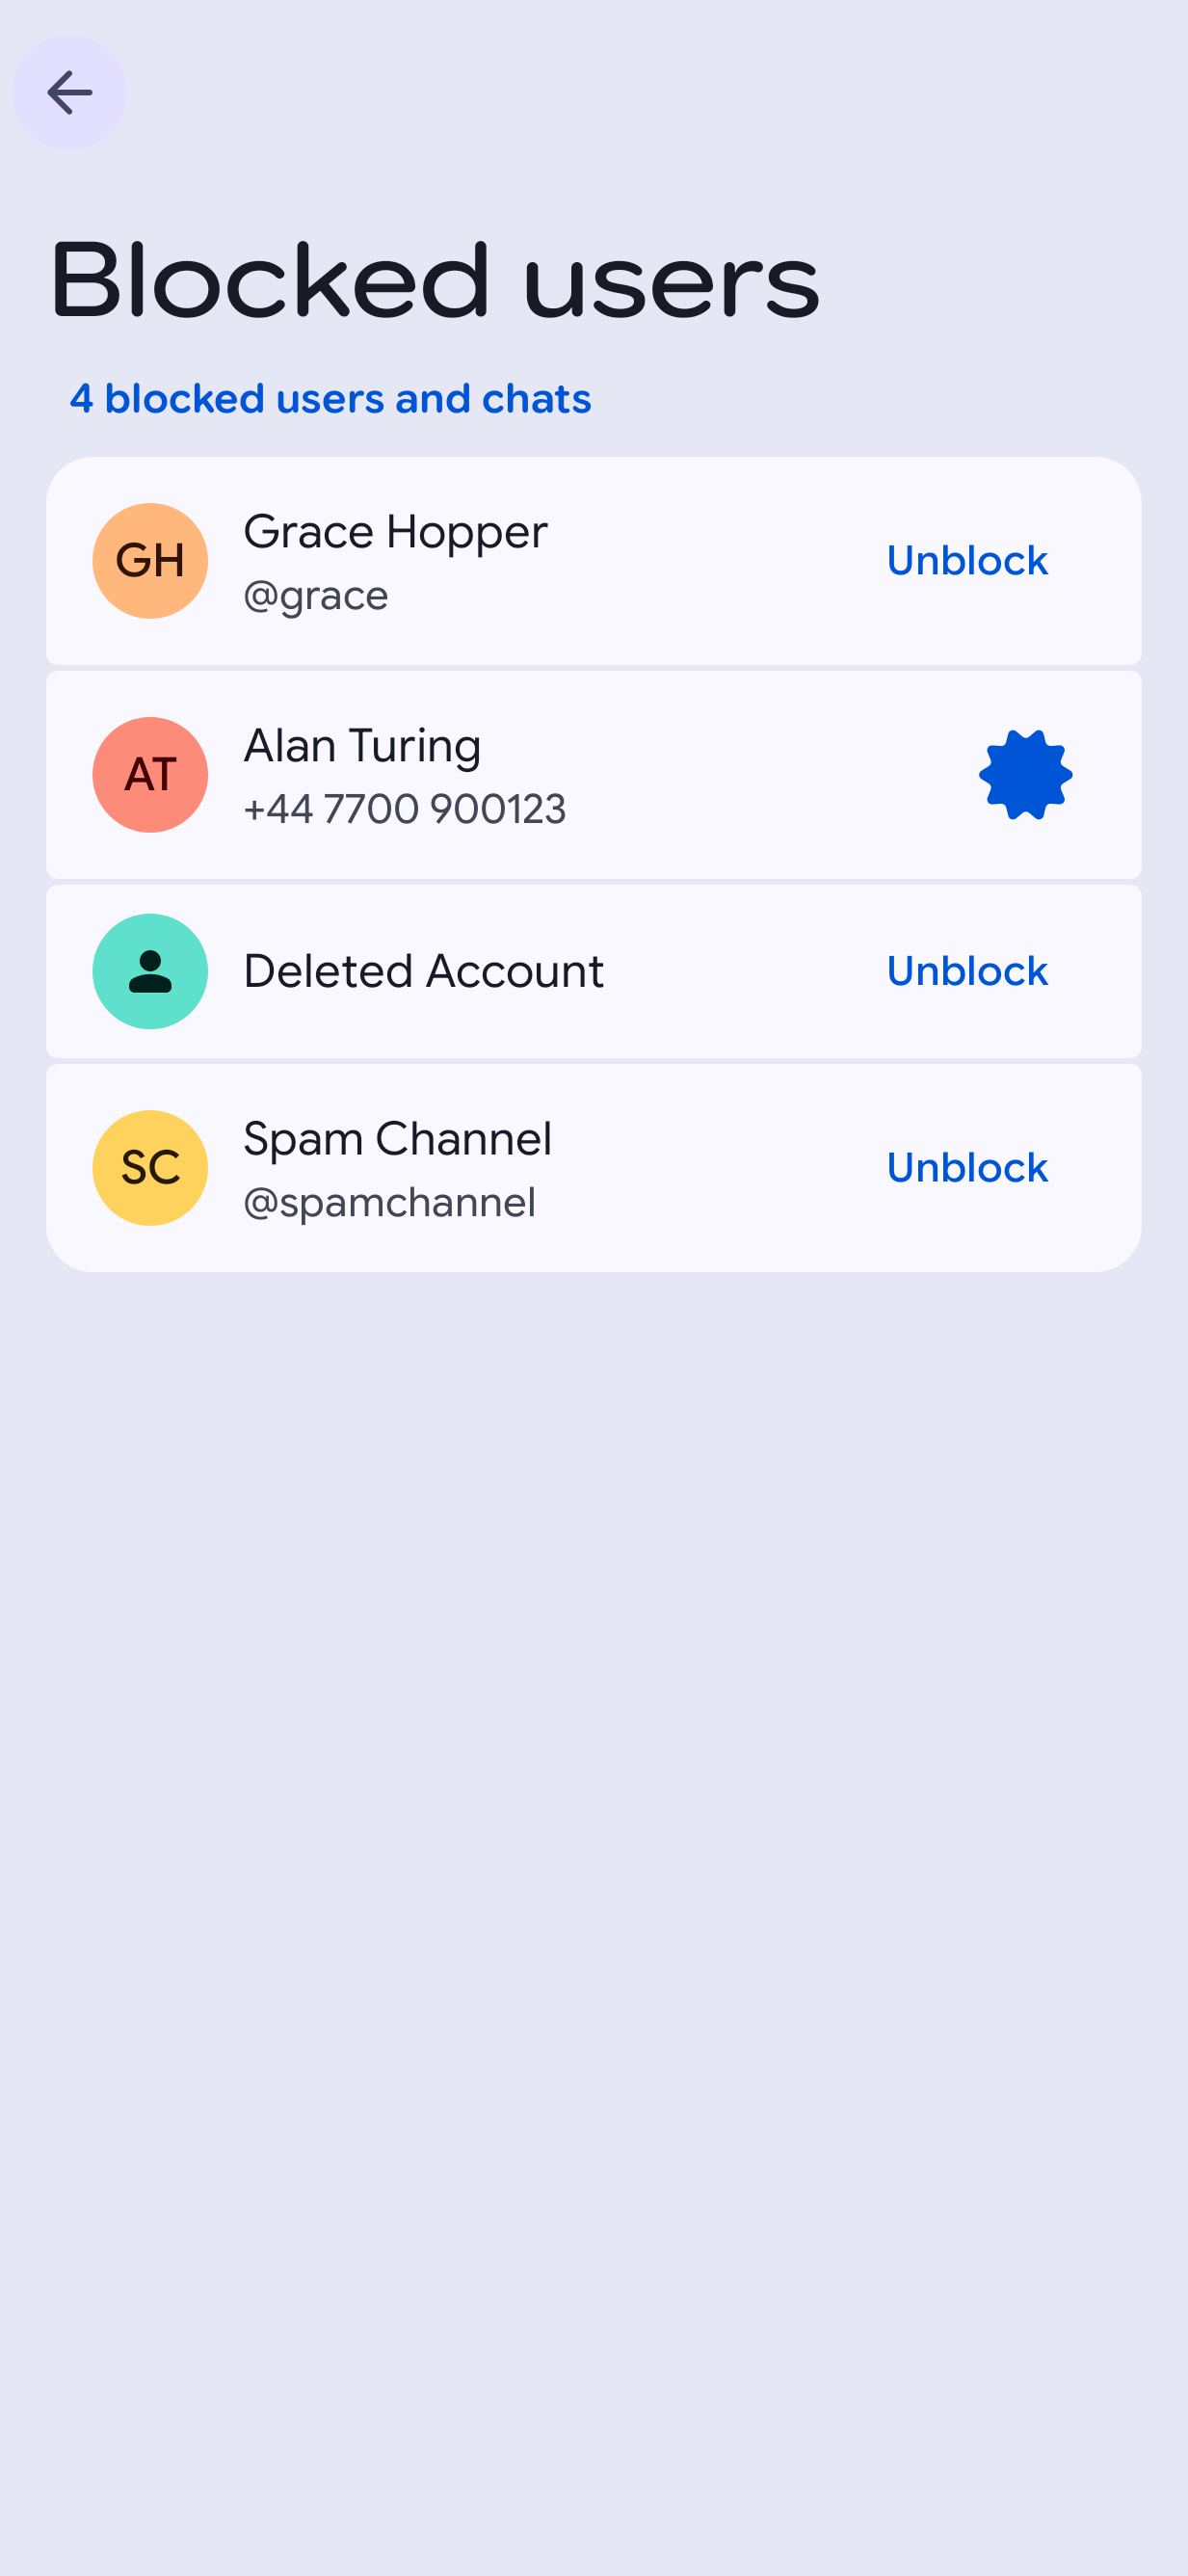 Blocked users
4 blocked users and chats
GH
Grace Hopper
@grace
Unblock
AT
Alan Turing
+44 7700 900123
Deleted Account
Unblock
SC
Spam Channel
@spamchannel
Unblock